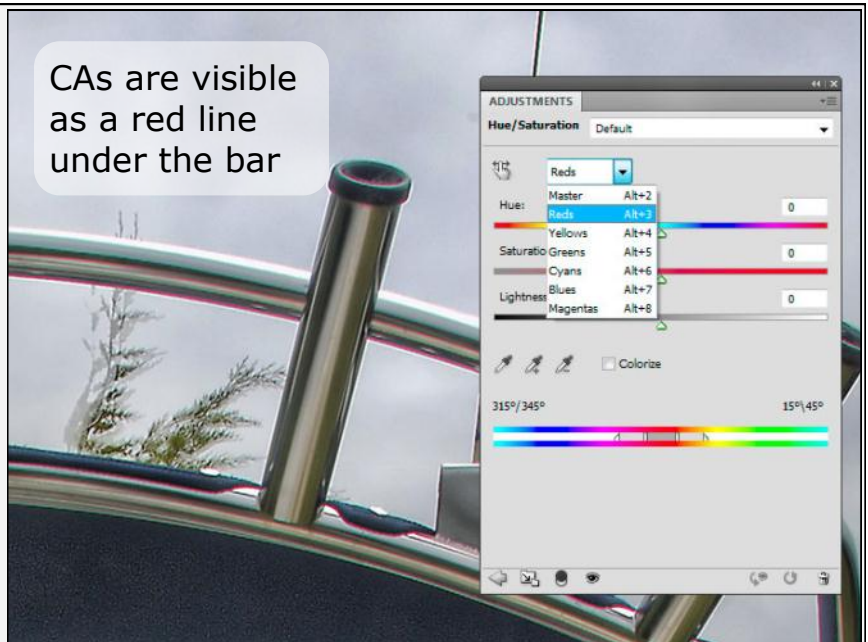 CAs are visible
as a red line
under the bar
ADJUSTMENTS
Hue/Saturation Default
Reds
Master Alt+2
Hue: Reds Alt+3 0
Yellows Alt+4
Saturatio Greens Alt+5 0
Cyans Alt+6
Blues Alt+7
Lightness Magentas Alt+8 0
Colorize
315°/345° 15°\45°